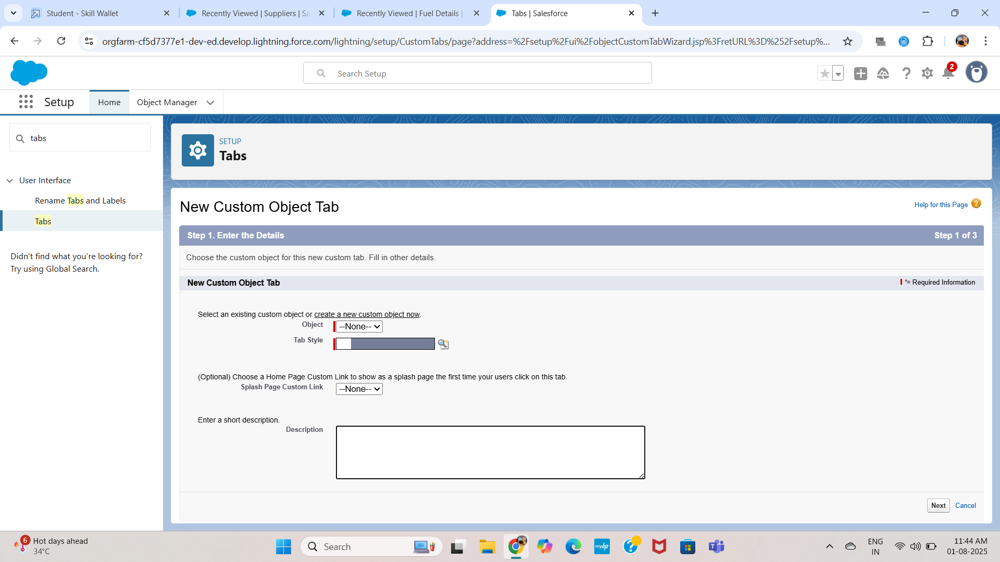 Student - Skill Wallet
Recently Viewed | Suppliers | Sa
Recently Viewed | Fuel Details |
Tabs | Salesforce
orgfarm-cf5d7377e1-dev-ed.develop.lightning.force.com/lightning/setup/CustomTabs/page?address=%2Fsetup%2Fui%2FobjectCustomTabWizard.jsp%3FretURL%3D%252Fsetup%...
Search Setup
2
Setup
Home
Object Manager
tabs
User Interface
Rename Tabs and Labels
Tabs
Didn't find what you're looking for?
Try using Global Search.
SETUP
Tabs
New Custom Object Tab
Help for this Page ?
Step 1. Enter the Details
Step 1 of 3
Choose the custom object for this new custom tab. Fill in other details.
New Custom Object Tab
*= Required Information
Select an existing custom object or create a new custom object now.
Object
--None--
Tab Style
(Optional) Choose a Home Page Custom Link to show as a splash page the first time your users click on this tab.
Splash Page Custom Link
--None--
Enter a short description.
Description
Next
Cancel
6
Hot days ahead
34°C
Search
myhp
ENG
IN
11:44 AM
01-08-2025